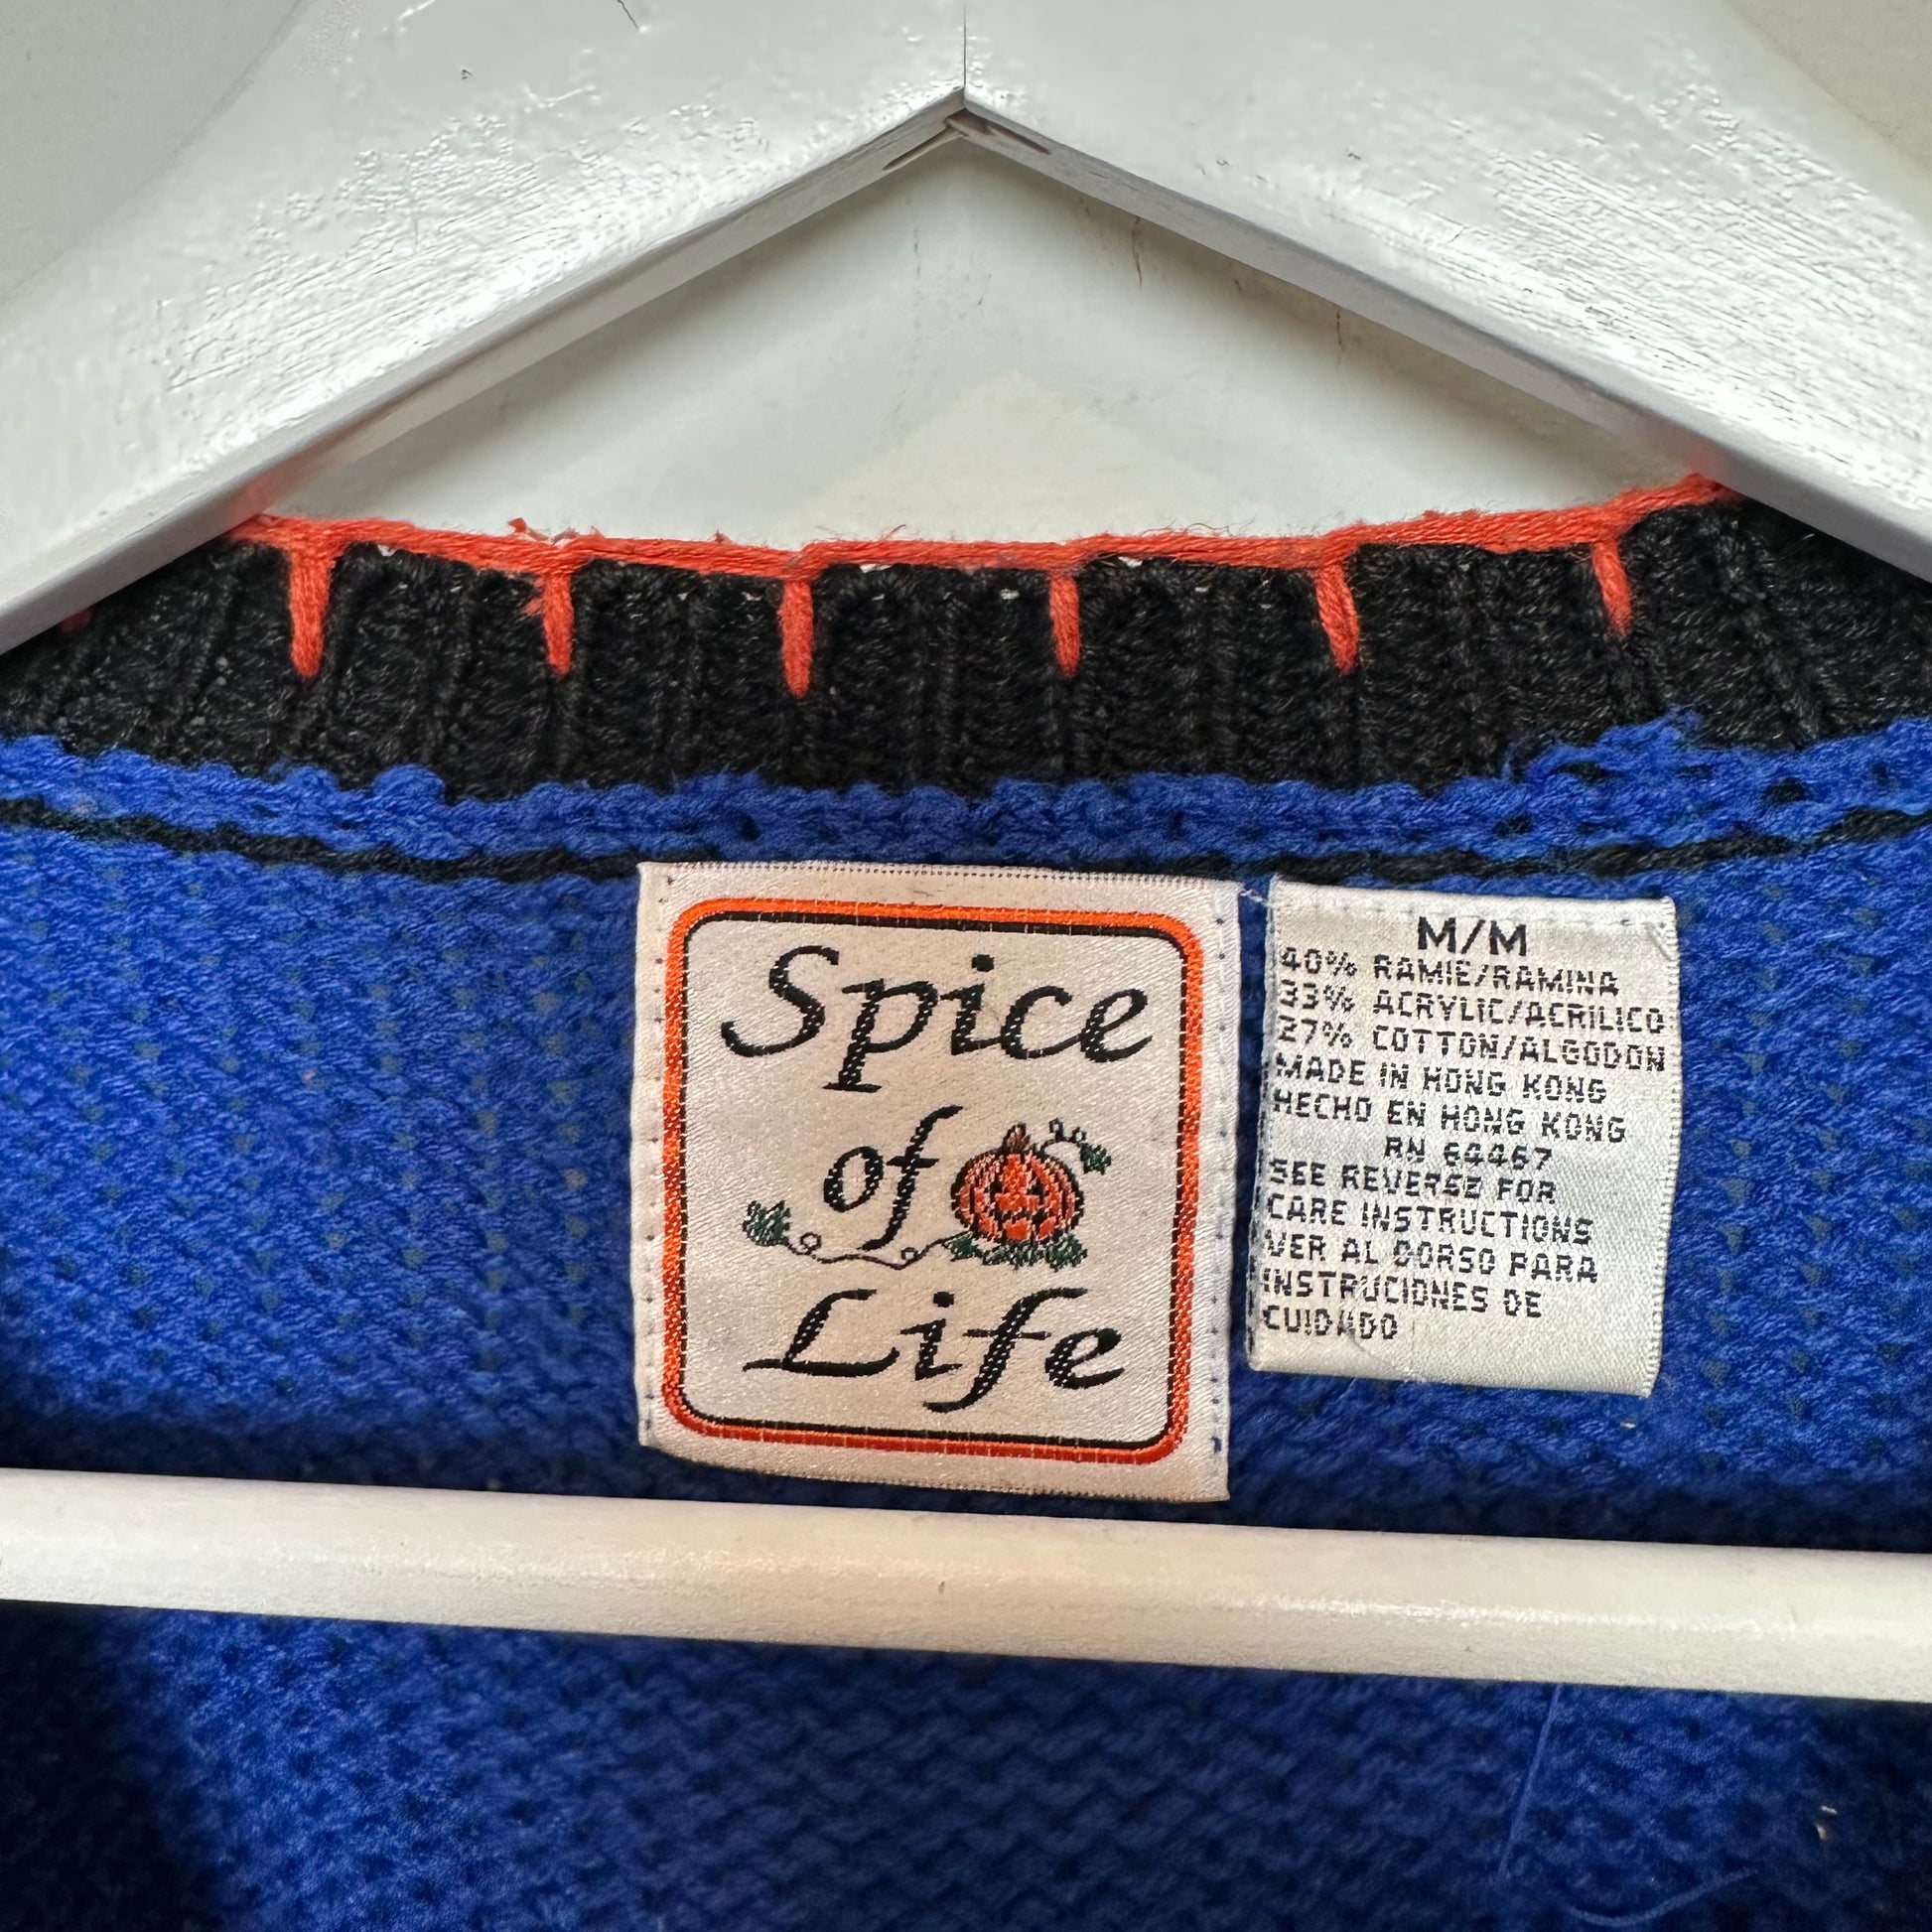 Spice
of
Life
M/M
40% RAMIE/RAMINA
33% ACRYLIC/ACRILICO
27% COTTON/ALGODON
MADE IN HONG KONG
HECHO EN HONG KONG
RN 64467
SEE REVERSE FOR
CARE INSTRUCTIONS
VER AL DORSO PARA
INSTRUCIONES DE
CUIDADO